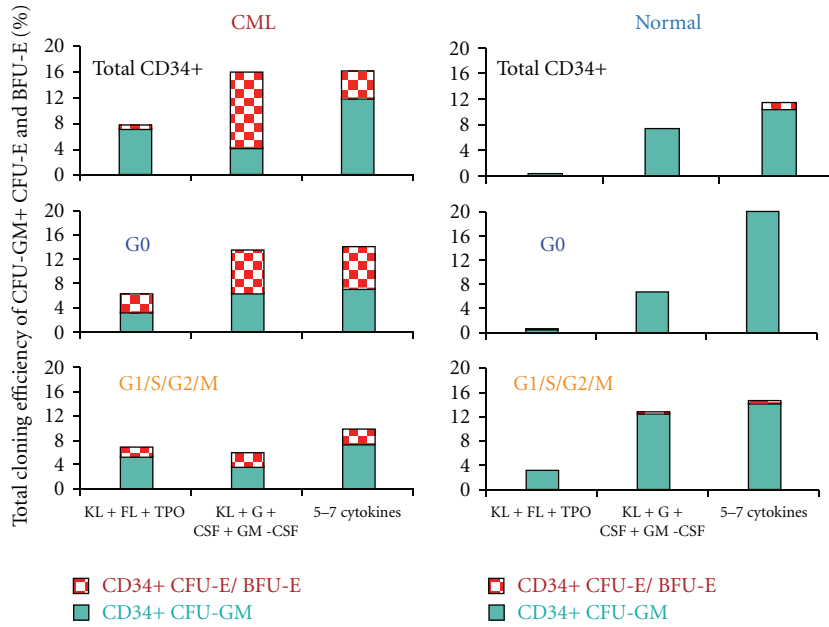 CML
Normal
Total cloning efficiency of CFU-GM+ CFU-E and BFU-E (%)
20
16
12
8
4
0
Total CD34+
20
16
12
8
4
0
Total CD34+
20
16
12
8
4
0
G0
20
16
12
8
4
0
G0
20
16
12
8
4
0
G1/S/G2/M
20
16
12
8
4
0
G1/S/G2/M
KL + FL + TPO
KL + G +
CSF + GM -CSF
5–7 cytokines
KL + FL + TPO
KL + G +
CSF + GM -CSF
5–7 cytokines
CD34+ CFU-E/ BFU-E
CD34+ CFU-GM
CD34+ CFU-E/ BFU-E
CD34+ CFU-GM